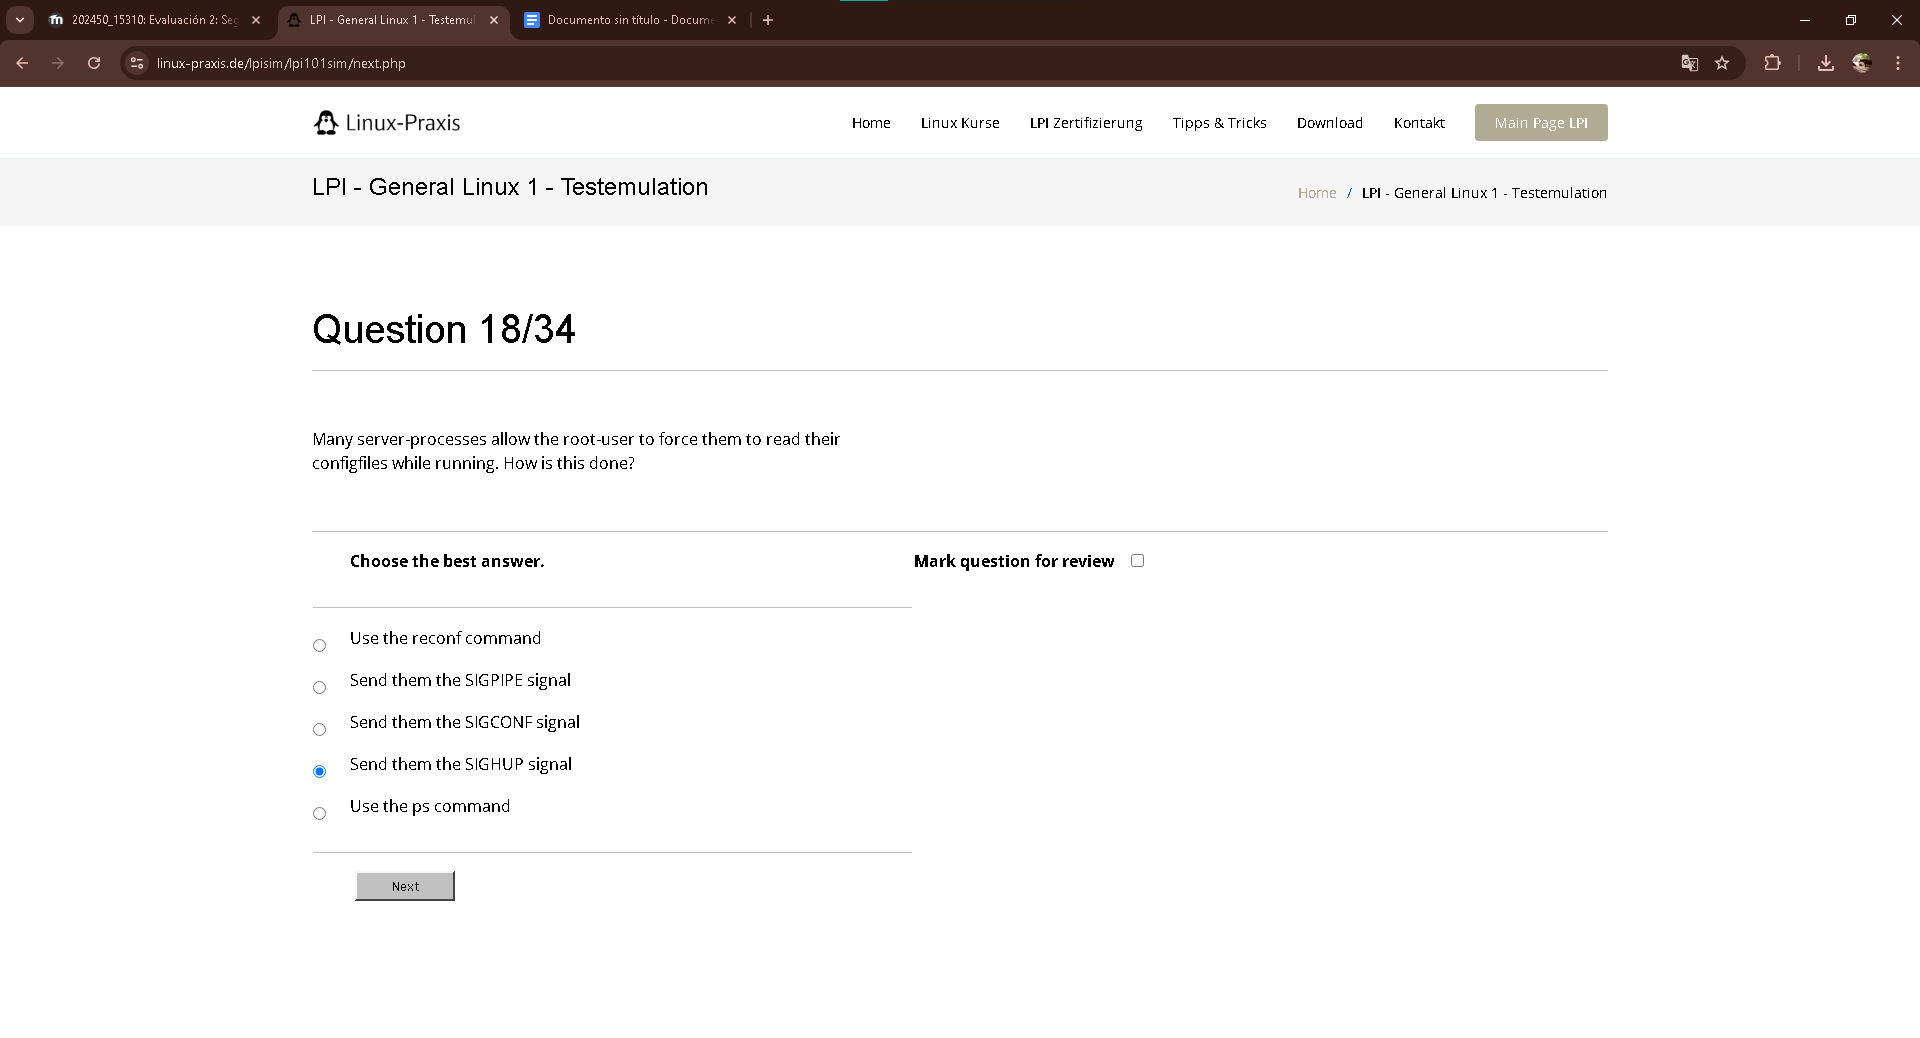 202450_15310: Evaluación 2: Seg
LPI - General Linux 1 - Testemul
Documento sin título - Docume
linux-praxis.de/lpisim/lpi101sim/next.php
Linux-Praxis
Home
Linux Kurse
LPI Zertifizierung
Tipps & Tricks
Download
Kontakt
Main Page LPI
LPI - General Linux 1 - Testemulation
Home / LPI - General Linux 1 - Testemulation
Question 18/34
Many server-processes allow the root-user to force them to read their
configfiles while running. How is this done?
Choose the best answer.
Mark question for review
Use the reconf command
Send them the SIGPIPE signal
Send them the SIGCONF signal
Send them the SIGHUP signal
Use the ps command
Next